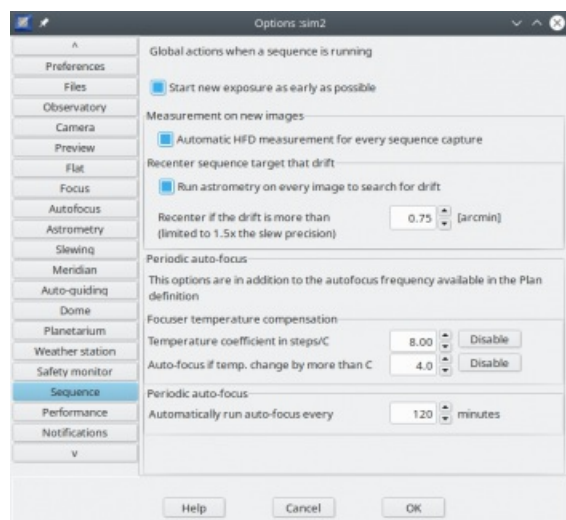 Options :sim2
^
Preferences
Files
Observatory
Camera
Preview
Flat
Focus
Autofocus
Astrometry
Slewing
Meridian
Auto-guiding
Dome
Planetarium
Weather station
Safety monitor
Sequence
Performance
Notifications
v
Global actions when a sequence is running
Start new exposure as early as possible
Measurement on new images
Automatic HFD measurement for every sequence capture
Recenter sequence target that drift
Run astrometry on every image to search for drift
Recenter if the drift is more than 0.75 [arcmin]
(limited to 1.5x the slew precision)
Periodic auto-focus
This options are in addition to the autofocus frequency available in the Plan
definition
Focuser temperature compensation
Temperature coefficient in steps/C 8.00 Disable
Auto-focus if temp. change by more than C 4.0 Disable
Periodic auto-focus
Automatically run auto-focus every 120 minutes
Help Cancel OK